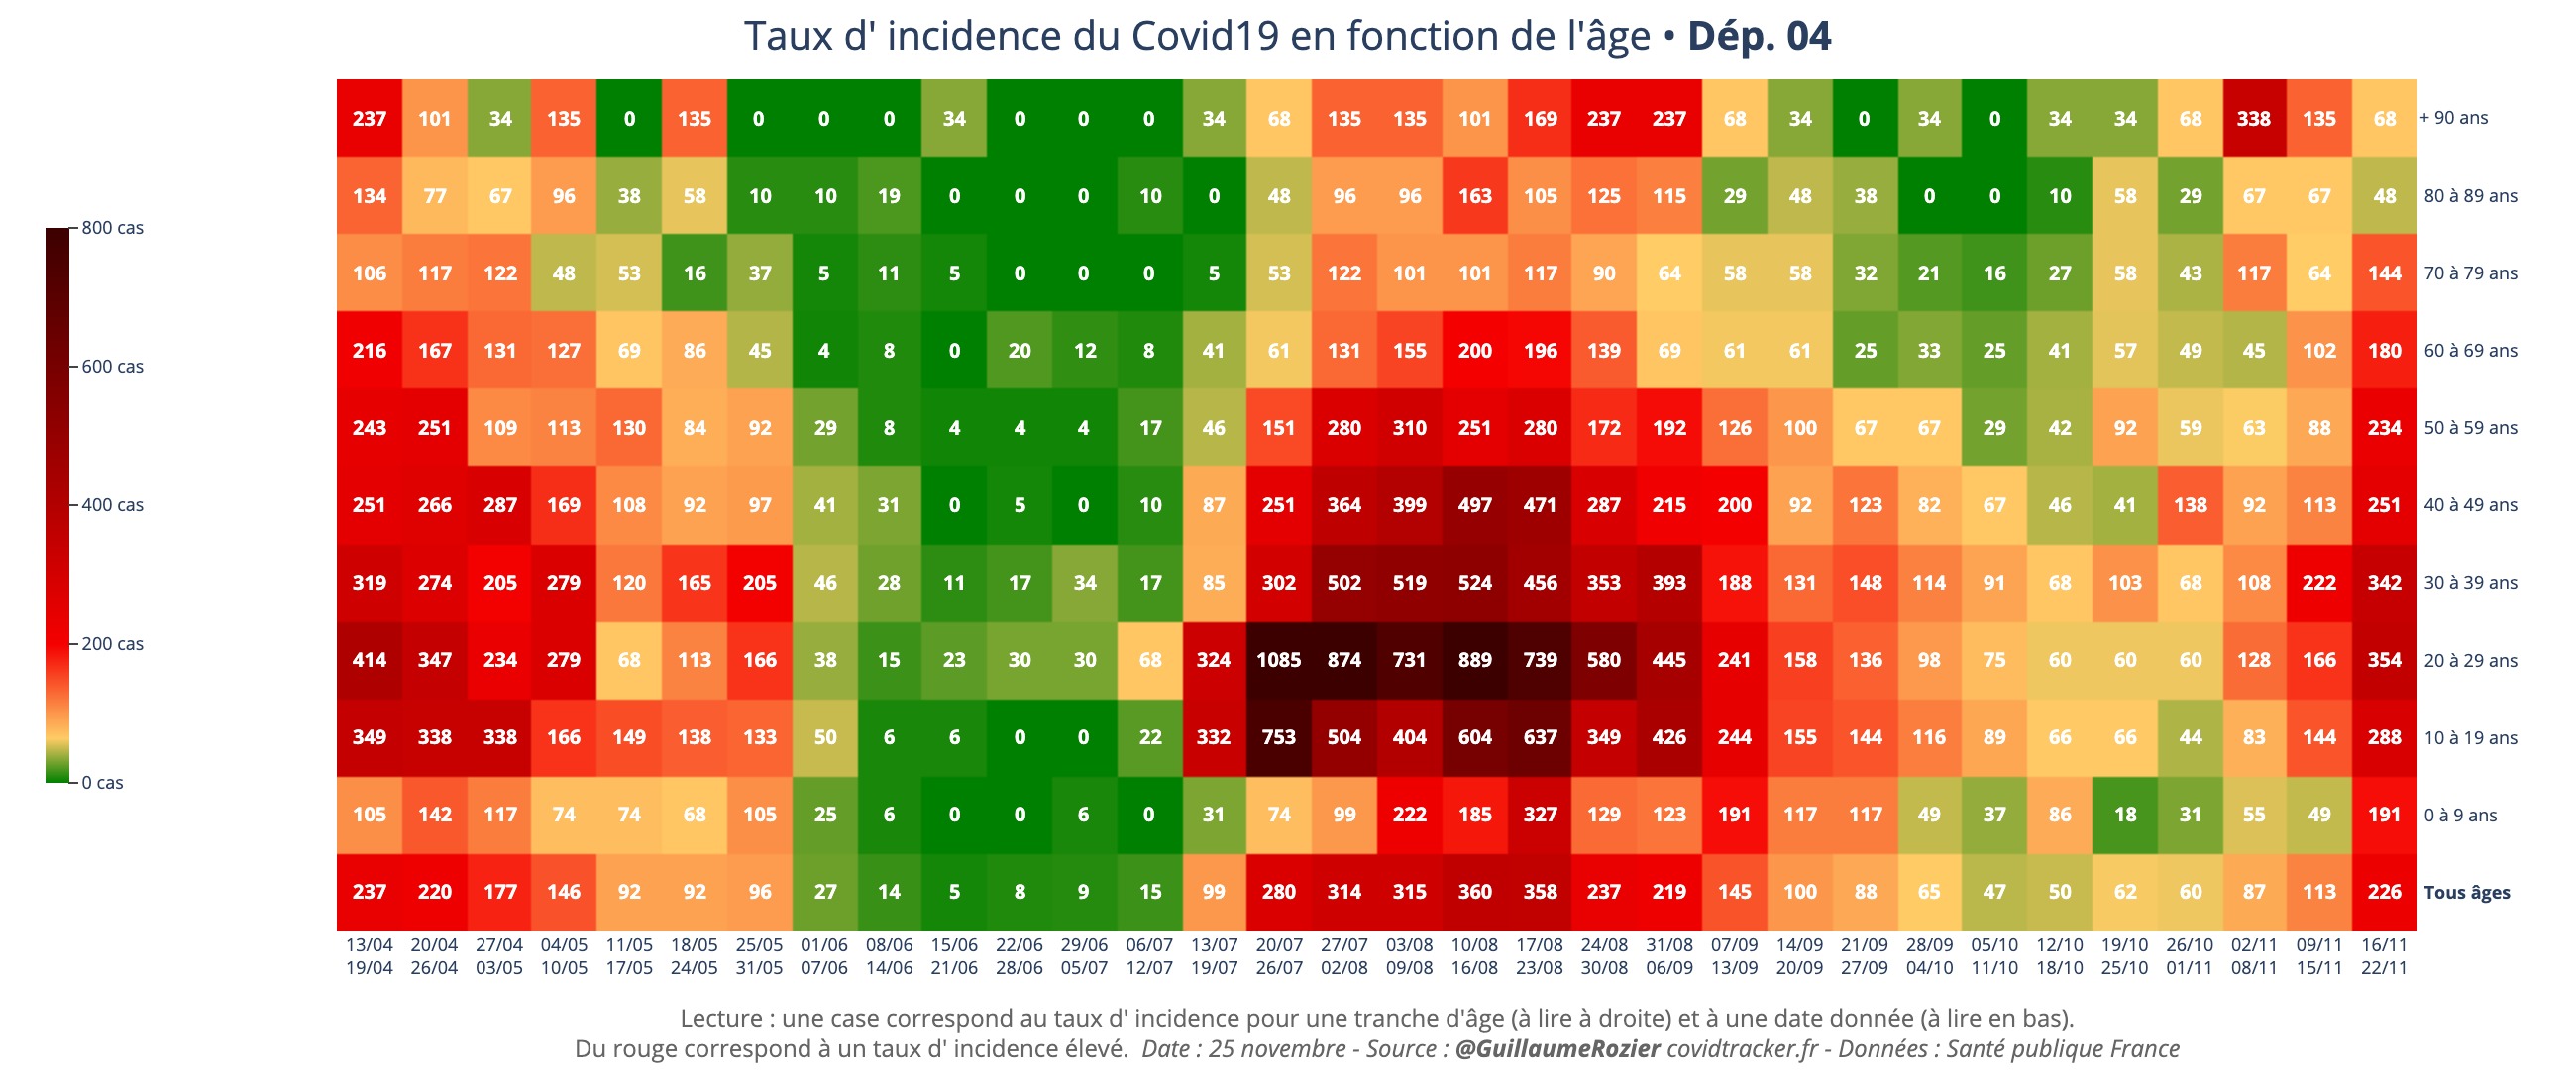 Taux d' incidence du Covid19 en fonction de l'âge • Dép. 04
800 cas
600 cas
400 cas
200 cas
0 cas
237 101 34 135 0 135 0 0 0 34 0 0 0 34 68 135 135 101 169 237 237 68 34 0 34 0 34 34 68 338 135 68 + 90 ans
134 77 67 96 38 58 10 10 19 0 0 0 10 0 48 96 96 163 105 125 115 29 48 38 0 0 10 58 29 67 67 48 80 à 89 ans
106 117 122 48 53 16 37 5 11 5 0 0 0 5 53 122 101 101 117 90 64 58 58 32 21 16 27 58 43 117 64 144 70 à 79 ans
216 167 131 127 69 86 45 4 8 0 20 12 8 41 61 131 155 200 196 139 69 61 61 25 33 25 41 57 49 45 102 180 60 à 69 ans
243 251 109 113 130 84 92 29 8 4 4 4 17 46 151 280 310 251 280 172 192 126 100 67 67 29 42 92 59 63 88 234 50 à 59 ans
251 266 287 169 108 92 97 41 31 0 5 0 10 87 251 364 399 497 471 287 215 200 92 123 82 67 46 41 138 92 113 251 40 à 49 ans
319 274 205 279 120 165 205 46 28 11 17 34 17 85 302 502 519 524 456 353 393 188 131 148 114 91 68 103 68 108 222 342 30 à 39 ans
414 347 234 279 68 113 166 38 15 23 30 30 68 324 1085 874 731 889 739 580 445 241 158 136 98 75 60 60 60 128 166 354 20 à 29 ans
349 338 338 166 149 138 133 50 6 6 0 0 22 332 753 504 404 604 637 349 426 244 155 144 116 89 66 66 44 83 144 288 10 à 19 ans
105 142 117 74 74 68 105 25 6 0 0 6 0 31 74 99 222 185 327 129 123 191 117 117 49 37 86 18 31 55 49 191 0 à 9 ans
237 220 177 146 92 92 96 27 14 5 8 9 15 99 280 314 315 360 358 237 219 145 100 88 65 47 50 62 60 87 113 226 Tous âges
13/04 20/04 27/04 04/05 11/05 18/05 25/05 01/06 08/06 15/06 22/06 29/06 06/07 13/07 20/07 27/07 03/08 10/08 17/08 24/08 31/08 07/09 14/09 21/09 28/09 05/10 12/10 19/10 26/10 02/11 09/11 16/11
19/04 26/04 03/05 10/05 17/05 24/05 31/05 07/06 14/06 21/06 28/06 05/07 12/07 19/07 26/07 02/08 09/08 16/08 23/08 30/08 06/09 13/09 20/09 27/09 04/10 11/10 18/10 25/10 01/11 08/11 15/11 22/11
Lecture : une case correspond au taux d' incidence pour une tranche d'âge (à lire à droite) et à une date donnée (à lire en bas).
Du rouge correspond à un taux d' incidence élevé. Date : 25 novembre - Source : @GuillaumeRozier covidtracker.fr - Données : Santé publique France